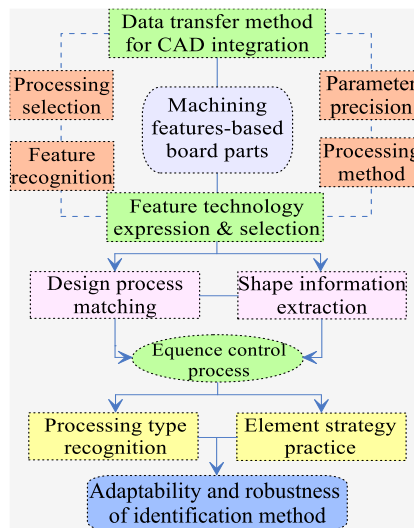 Data transfer method
for CAD integration
Processing
selection
Parameter
precision
Machining
features-based
board parts
Feature
recognition
Processing
method
Feature technology
expression & selection
Design process
matching
Shape information
extraction
Equence control
process
Processing type
recognition
Element strategy
practice
Adaptability and robustness
of identification method